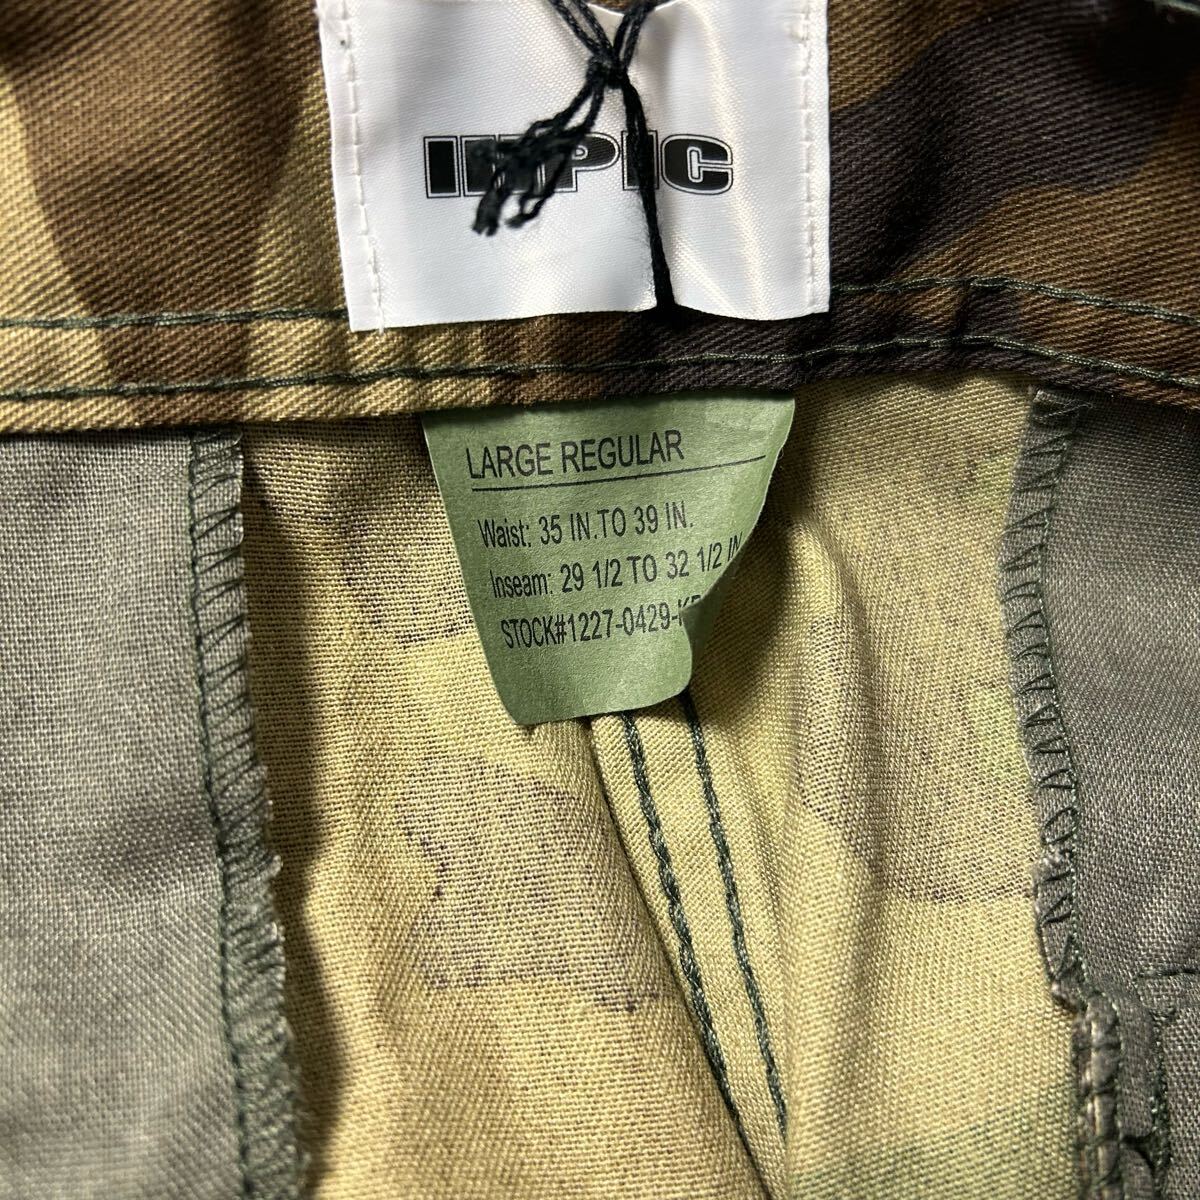 LARGE REGULAR
Waist: 35 IN.TO 39 IN.
Inseam: 29 1/2 TO 32 1/2 IN
STOCK#1227-0429-